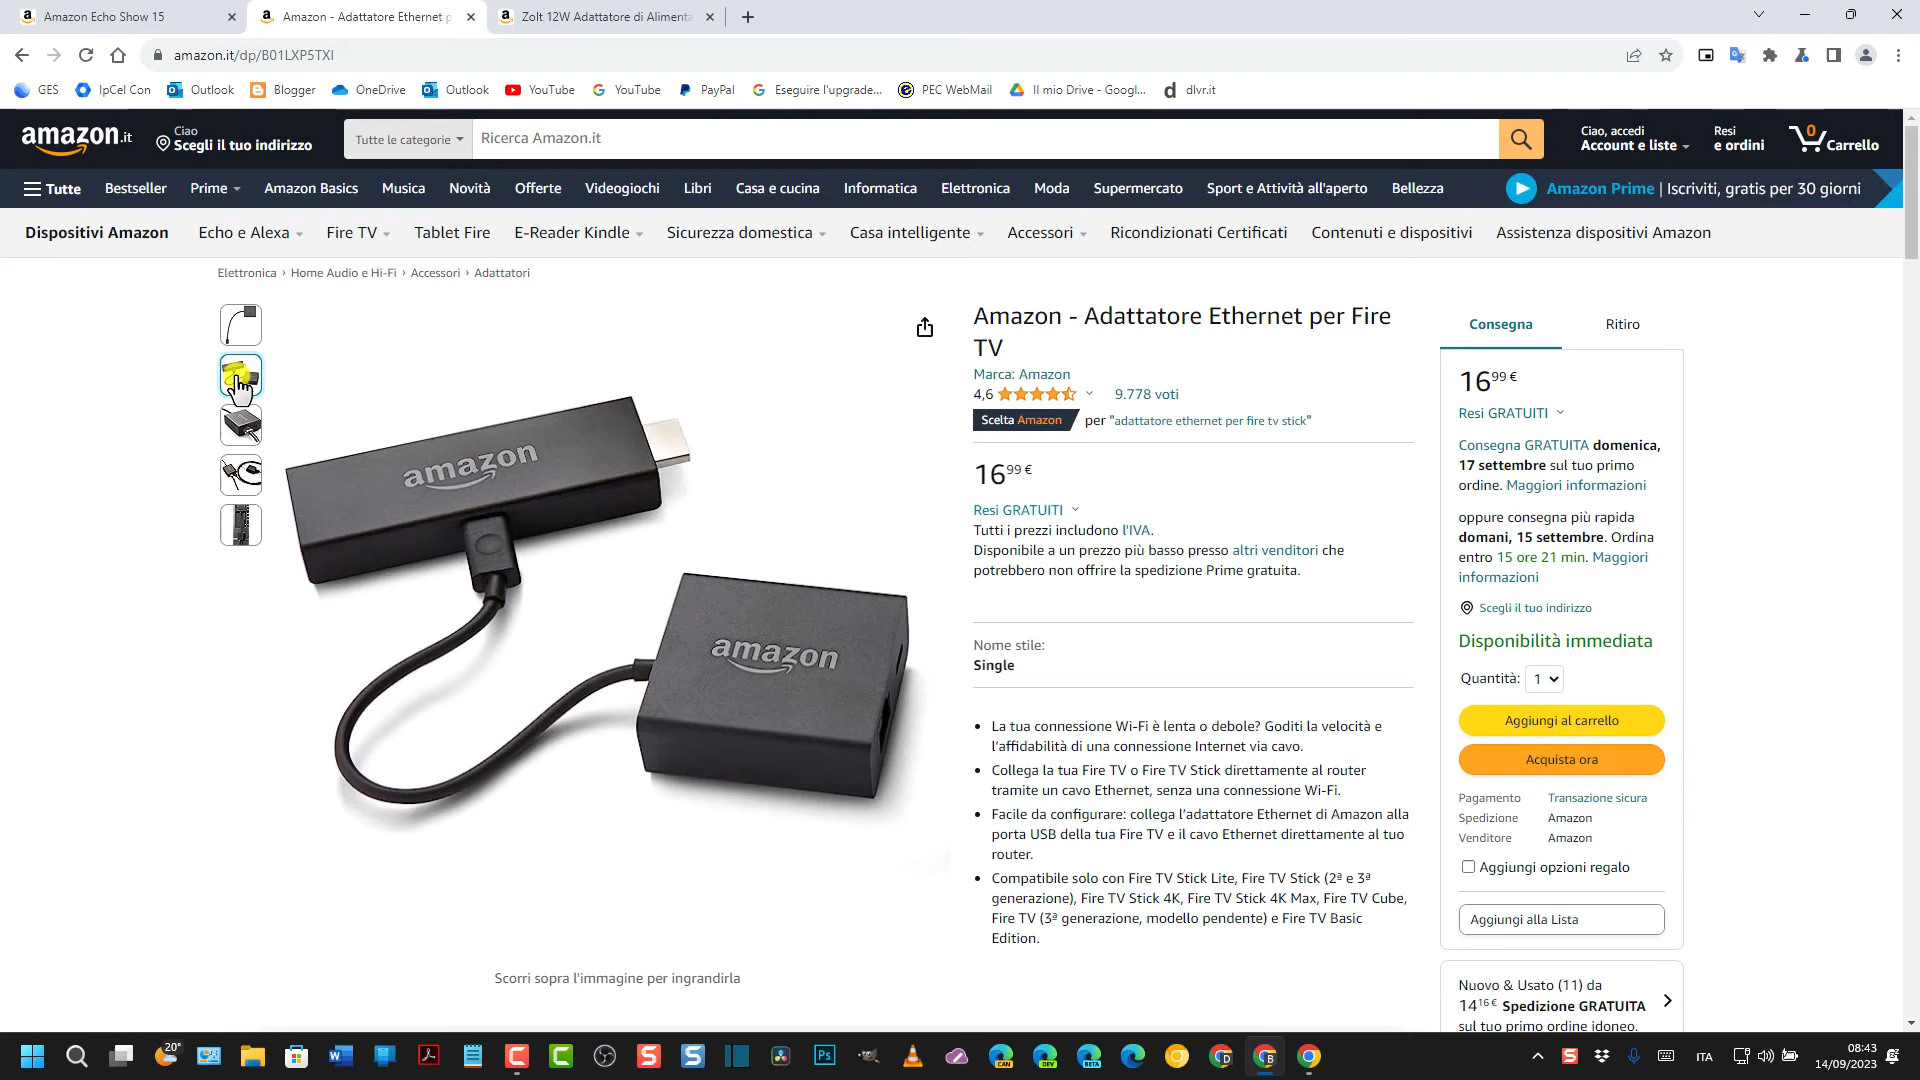 Amazon Echo Show 15
Amazon - Adattatore Ethernet p
Zolt 12W Adattatore di Alimenta
amazon.it/dp/B01LXP5TXI
GES
IpCel Con
Outlook
Blogger
OneDrive
Outlook
YouTube
YouTube
PayPal
Eseguire l'upgrade...
PEC WebMail
Il mio Drive - Googl...
dlvr.it
amazon.it
Ciao
Scegli il tuo indirizzo
Tutte le categorie
Ricerca Amazon.it
Ciao, accedi
Account e liste
Resi
e ordini
0
Carrello
Tutte
Bestseller
Prime
Amazon Basics
Musica
Novità
Offerte
Videogiochi
Libri
Casa e cucina
Informatica
Elettronica
Moda
Supermercato
Sport e Attività all'aperto
Bellezza
Amazon Prime | Iscriviti, gratis per 30 giorni
Dispositivi Amazon
Echo e Alexa
Fire TV
Tablet Fire
E-Reader Kindle
Sicurezza domestica
Casa intelligente
Accessori
Ricondizionati Certificati
Contenuti e dispositivi
Assistenza dispositivi Amazon
Elettronica › Home Audio e Hi-Fi › Accessori › Adattatori
amazon
amazon
Scorri sopra l'immagine per ingrandirla
Amazon - Adattatore Ethernet per Fire
TV
Marca: Amazon
4,6
9.778 voti
Scelta Amazon per "adattatore ethernet per fire tv stick"
16 99 €
Resi GRATUITI
Tutti i prezzi includono l'IVA.
Disponibile a un prezzo più basso presso altri venditori che
potrebbero non offrire la spedizione Prime gratuita.
Nome stile:
Single
• La tua connessione Wi-Fi è lenta o debole? Goditi la velocità e
l’affidabilità di una connessione Internet via cavo.
• Collega la tua Fire TV o Fire TV Stick direttamente al router
tramite un cavo Ethernet, senza una connessione Wi-Fi.
• Facile da configurare: collega l’adattatore Ethernet di Amazon alla
porta USB della tua Fire TV e il cavo Ethernet direttamente al tuo
router.
• Compatibile solo con Fire TV Stick Lite, Fire TV Stick (2ª e 3ª
generazione), Fire TV Stick 4K, Fire TV Stick 4K Max, Fire TV Cube,
Fire TV (3ª generazione, modello pendente) e Fire TV Basic
Edition.
Consegna
Ritiro
16 99 €
Resi GRATUITI
Consegna GRATUITA domenica,
17 settembre sul tuo primo
ordine. Maggiori informazioni
oppure consegna più rapida
domani, 15 settembre. Ordina
entro 15 ore 21 min. Maggiori
informazioni
Scegli il tuo indirizzo
Disponibilità immediata
Quantità: 1
Aggiungi al carrello
Acquista ora
Pagamento Transazione sicura
Spedizione Amazon
Venditore Amazon
Aggiungi opzioni regalo
Aggiungi alla Lista
Nuovo & Usato (11) da
14 16 € Spedizione GRATUITA
sul tuo primo ordine idoneo.
20°
CAN
DEV
BETA
ITA
08:43
14/09/2023